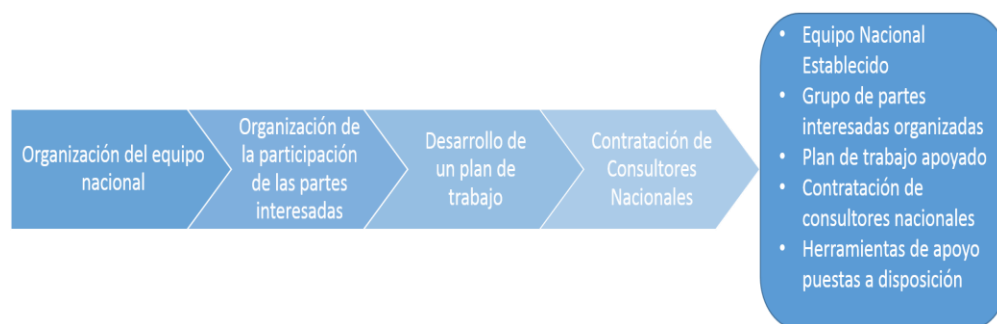 Organización del equipo
nacional
Organización de
la participación
de las partes
interesadas
Desarrollo de
un plan de
trabajo
Contratación de
Consultores
Nacionales
• Equipo Nacional
Establecido
• Grupo de partes
interesadas organizadas
• Plan de trabajo apoyado
• Contratación de
consultores nacionales
• Herramientas de apoyo
puestas a disposición